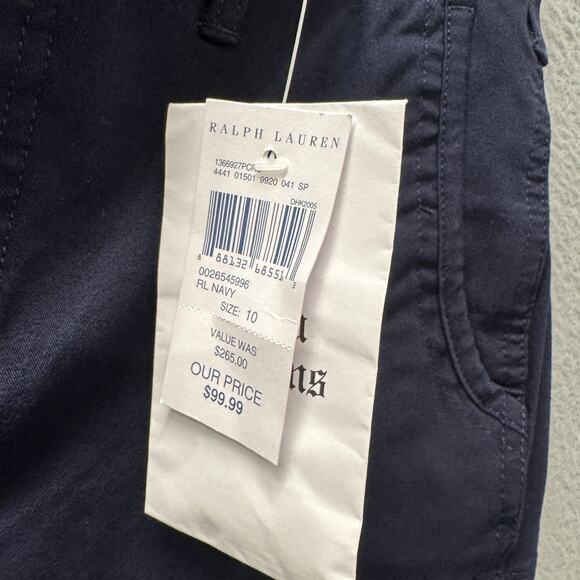 RALPH LAUREN
4441 01501 9920 041 SP
DHK2005
0026545996
RL NAVY
SIZE: 10
VALUE WAS
$265.00
OUR PRICE
$99.99